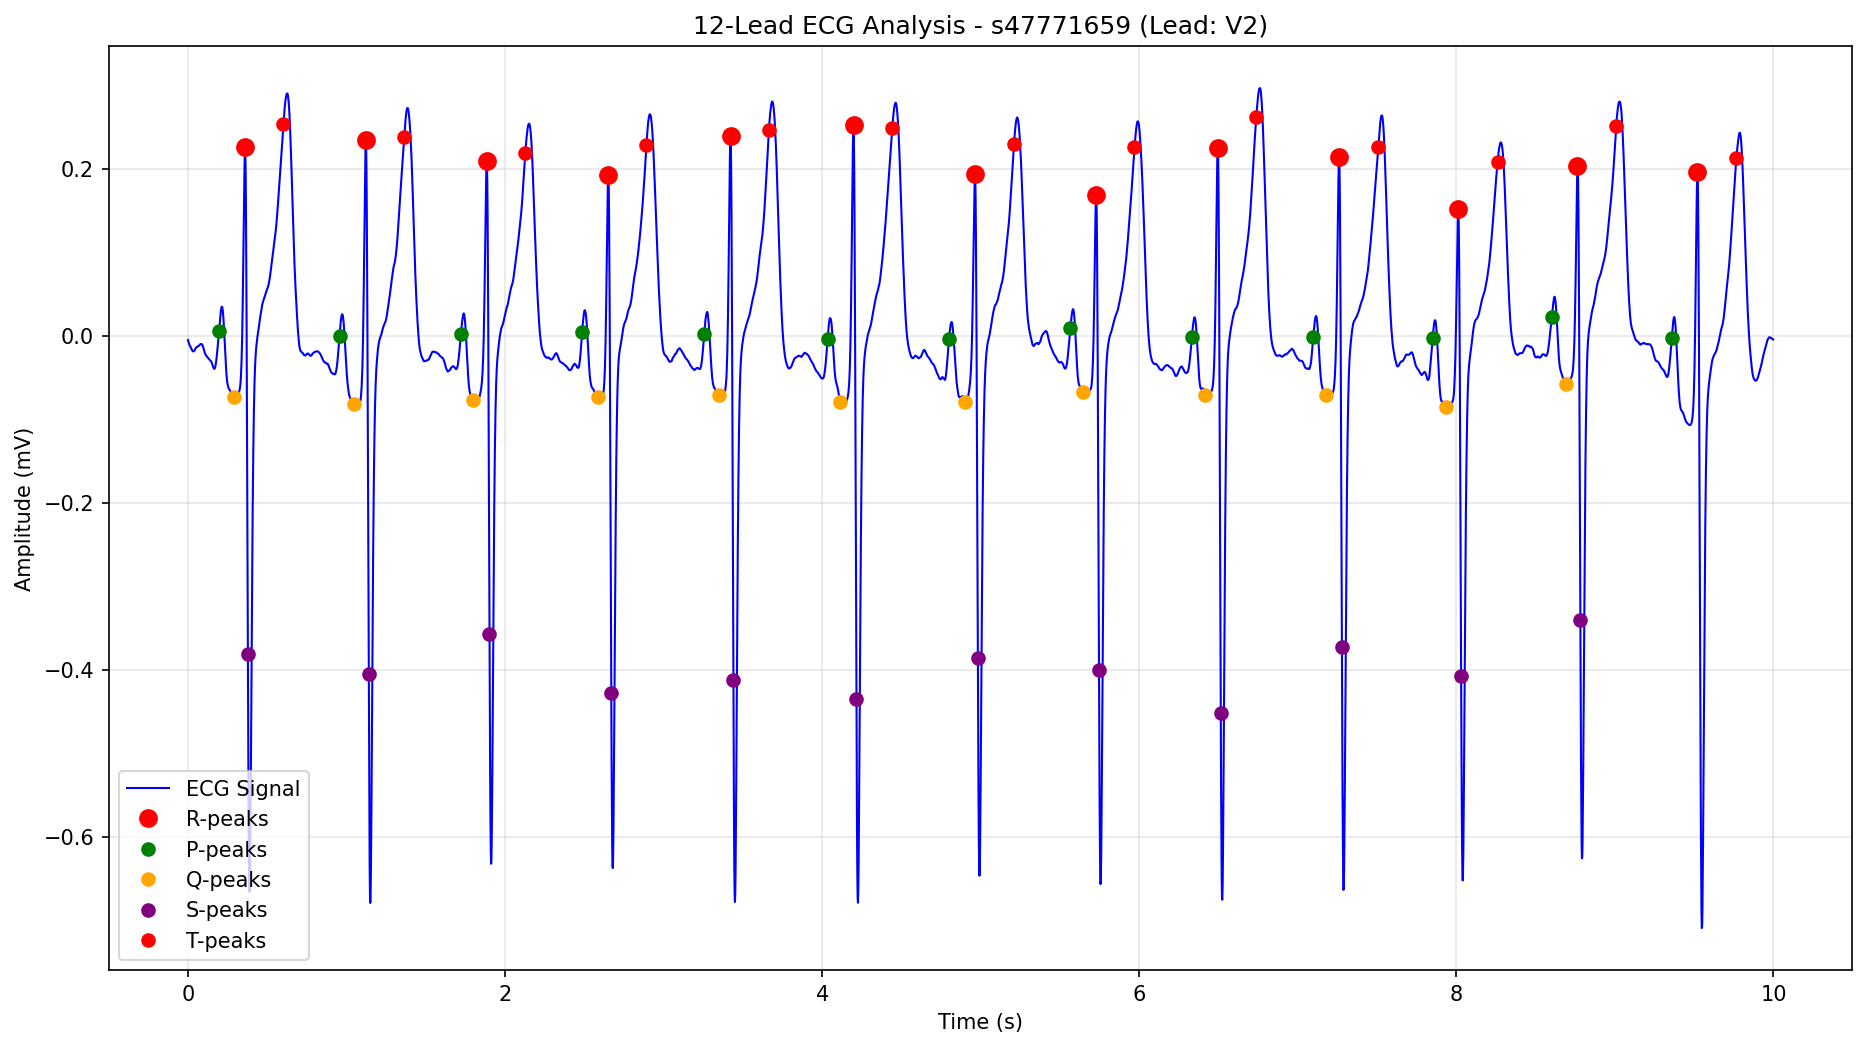 12-Lead ECG Analysis - s47771659 (Lead: V2)
Amplitude (mV)
0.2
0.0
−0.2
−0.4
−0.6
ECG Signal
R-peaks
P-peaks
Q-peaks
S-peaks
T-peaks
0 2 4 6 8 10
Time (s)